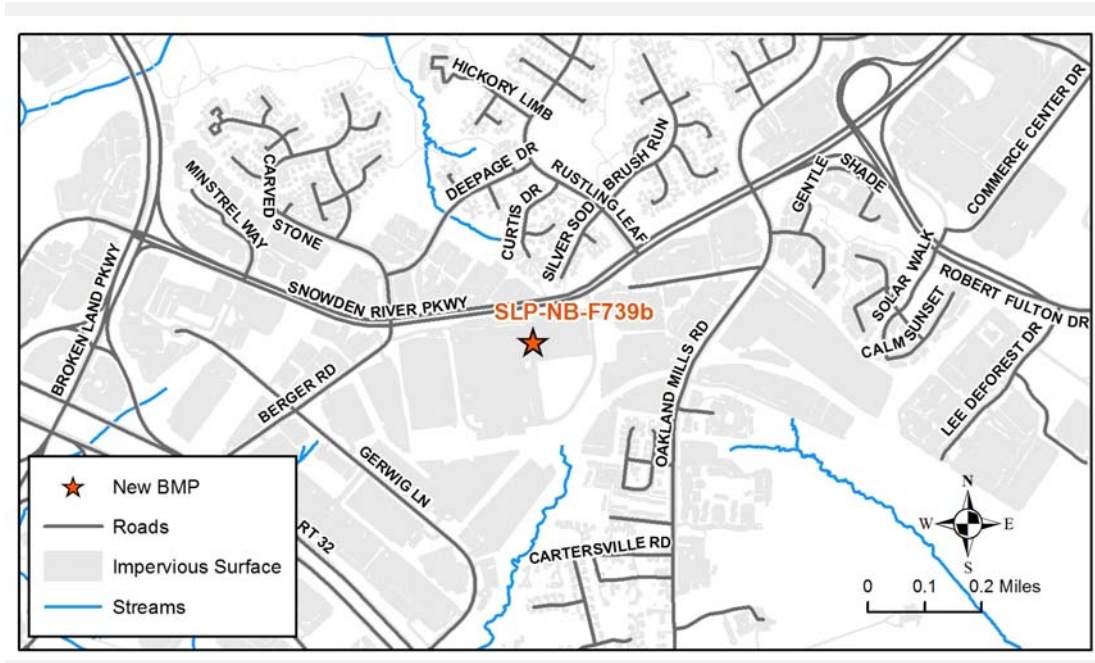 HICKORY LIMB
COMMERCE CENTER DR
BRUSH RUN
DEEPAGE DR
RUSTLING LEAF
GENTLE SHADE
CARVED STONE
MINSTREL WAY
CURTIS DR
SILVER SOD
SOLAR WALK
BROKEN LAND PKWY
SNOWDEN RIVER PKWY
ROBERT FULTON DR
SLP-NB-F739b
CALM SUNSET
OAKLAND MILLS RD
LEE DEFOREST DR
BERGER RD
GERWIG LN
RT 32
CARTERSVILLE RD
New BMP
Roads
Impervious Surface
Streams
N
W E
S
0 0.1 0.2 Miles